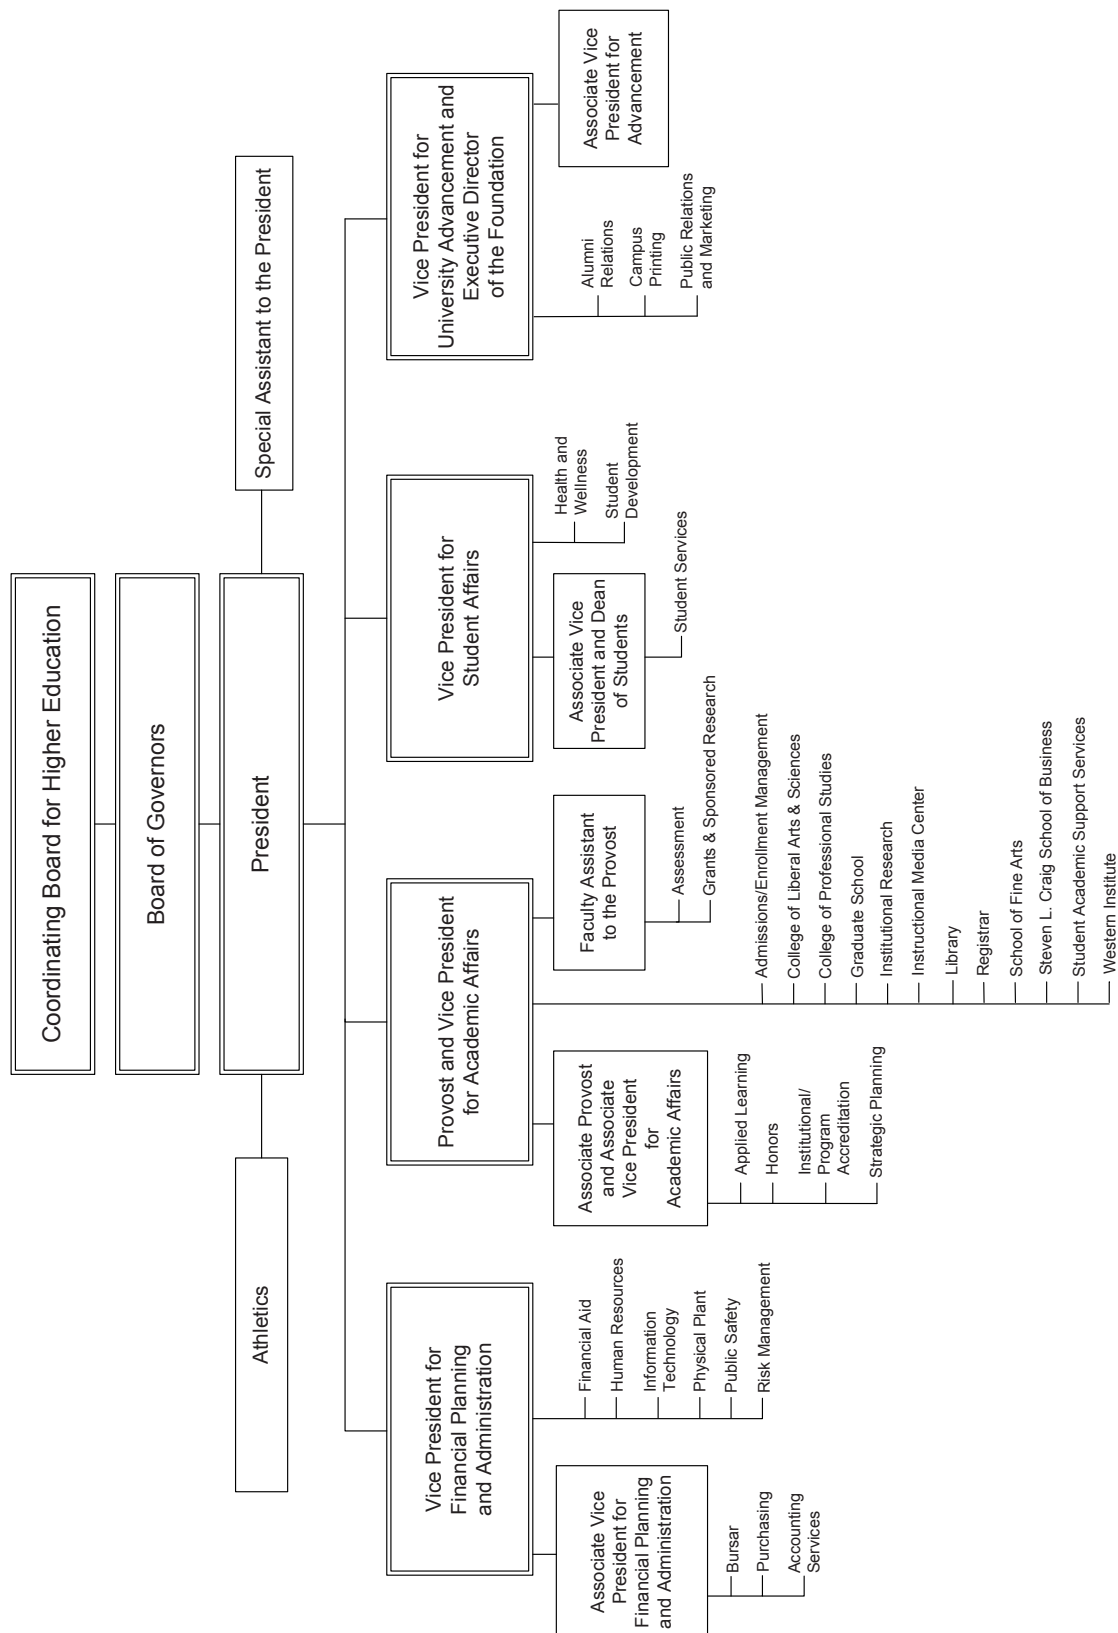 Coordinating Board for Higher Education
Board of Governors
President
Athletics
Special Assistant to the President
Vice President for
Financial Planning
and Administration
Provost and Vice President
for Academic Affairs
Vice President for
Student Affairs
Vice President for
University Advancement and
Executive Director
of the Foundation
Associate Vice
President for
Financial Planning
and Administration
Bursar
Purchasing
Accounting
Services
Financial Aid
Human Resources
Information
Technology
Physical Plant
Public Safety
Risk Management
Associate Provost
and Associate
Vice President
for
Academic Affairs
Applied Learning
Honors
Institutional/
Program
Accreditation
Strategic Planning
Admissions/Enrollment Management
College of Liberal Arts & Sciences
College of Professional Studies
Graduate School
Institutional Research
Instructional Media Center
Library
Registrar
School of Fine Arts
Steven L. Craig School of Business
Student Academic Support Services
Western Institute
Faculty Assistant
to the Provost
Assessment
Grants & Sponsored Research
Associate Vice
President and Dean
of Students
Student Services
Health and
Wellness
Student
Development
Alumni
Relations
Campus
Printing
Public Relations
and Marketing
Associate Vice
President for
Advancement